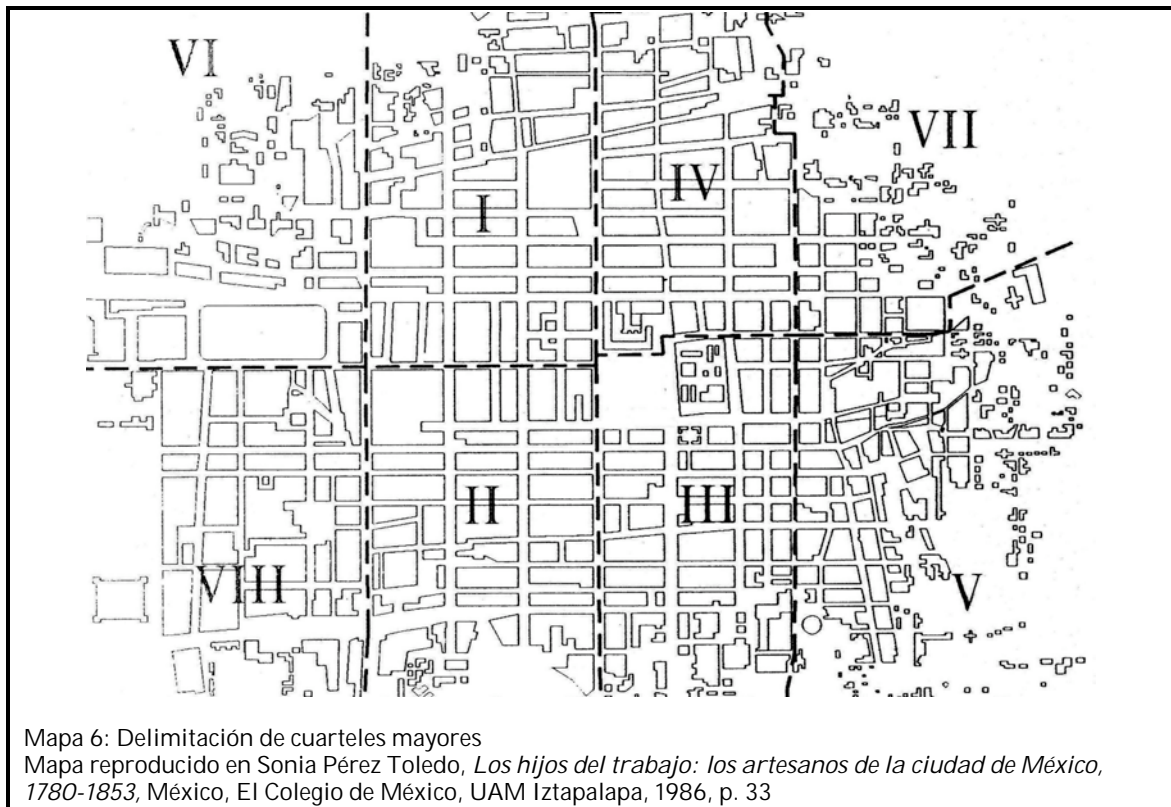 VI
VII
IV
I
II
III
VIII
V
Mapa 6: Delimitación de cuarteles mayores
Mapa reproducido en Sonia Pérez Toledo, Los hijos del trabajo: los artesanos de la ciudad de México,
1780-1853, México, El Colegio de México, UAM Iztapalapa, 1986, p. 33